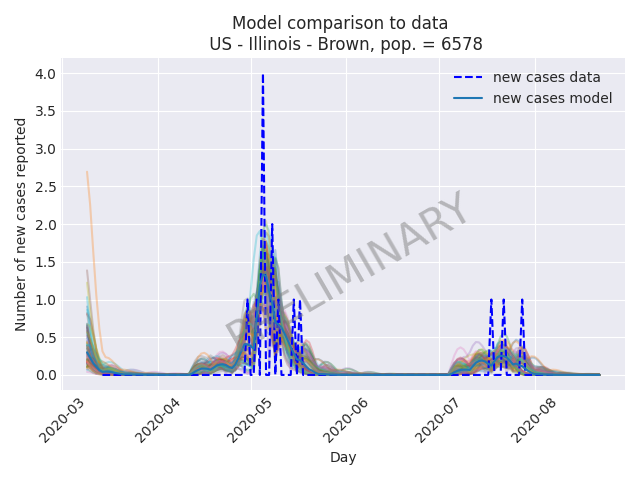 Model comparison to data
US - Illinois - Brown, pop. = 6578
Number of new cases reported
4.0
3.5
3.0
2.5
2.0
1.5
1.0
0.5
0.0
new cases data
new cases model
PRELIMINARY
2020-03
2020-04
2020-05
2020-06
2020-07
2020-08
Day